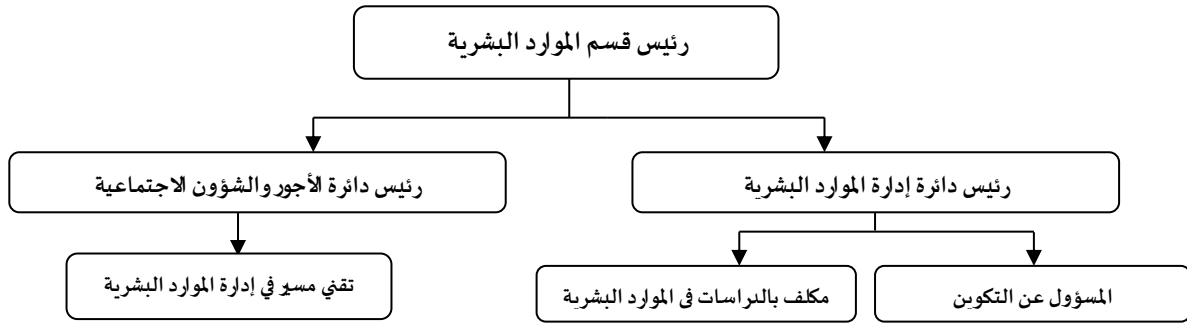 رئيس قسم الموارد البشرية
رئيس دائرة إدارة الموارد البشرية
رئيس دائرة الأجور والشؤون الاجتماعية
المسؤول عن التكوين
مكلف بالدراسات في الموارد البشرية
تقني مسير في إدارة الموارد البشرية